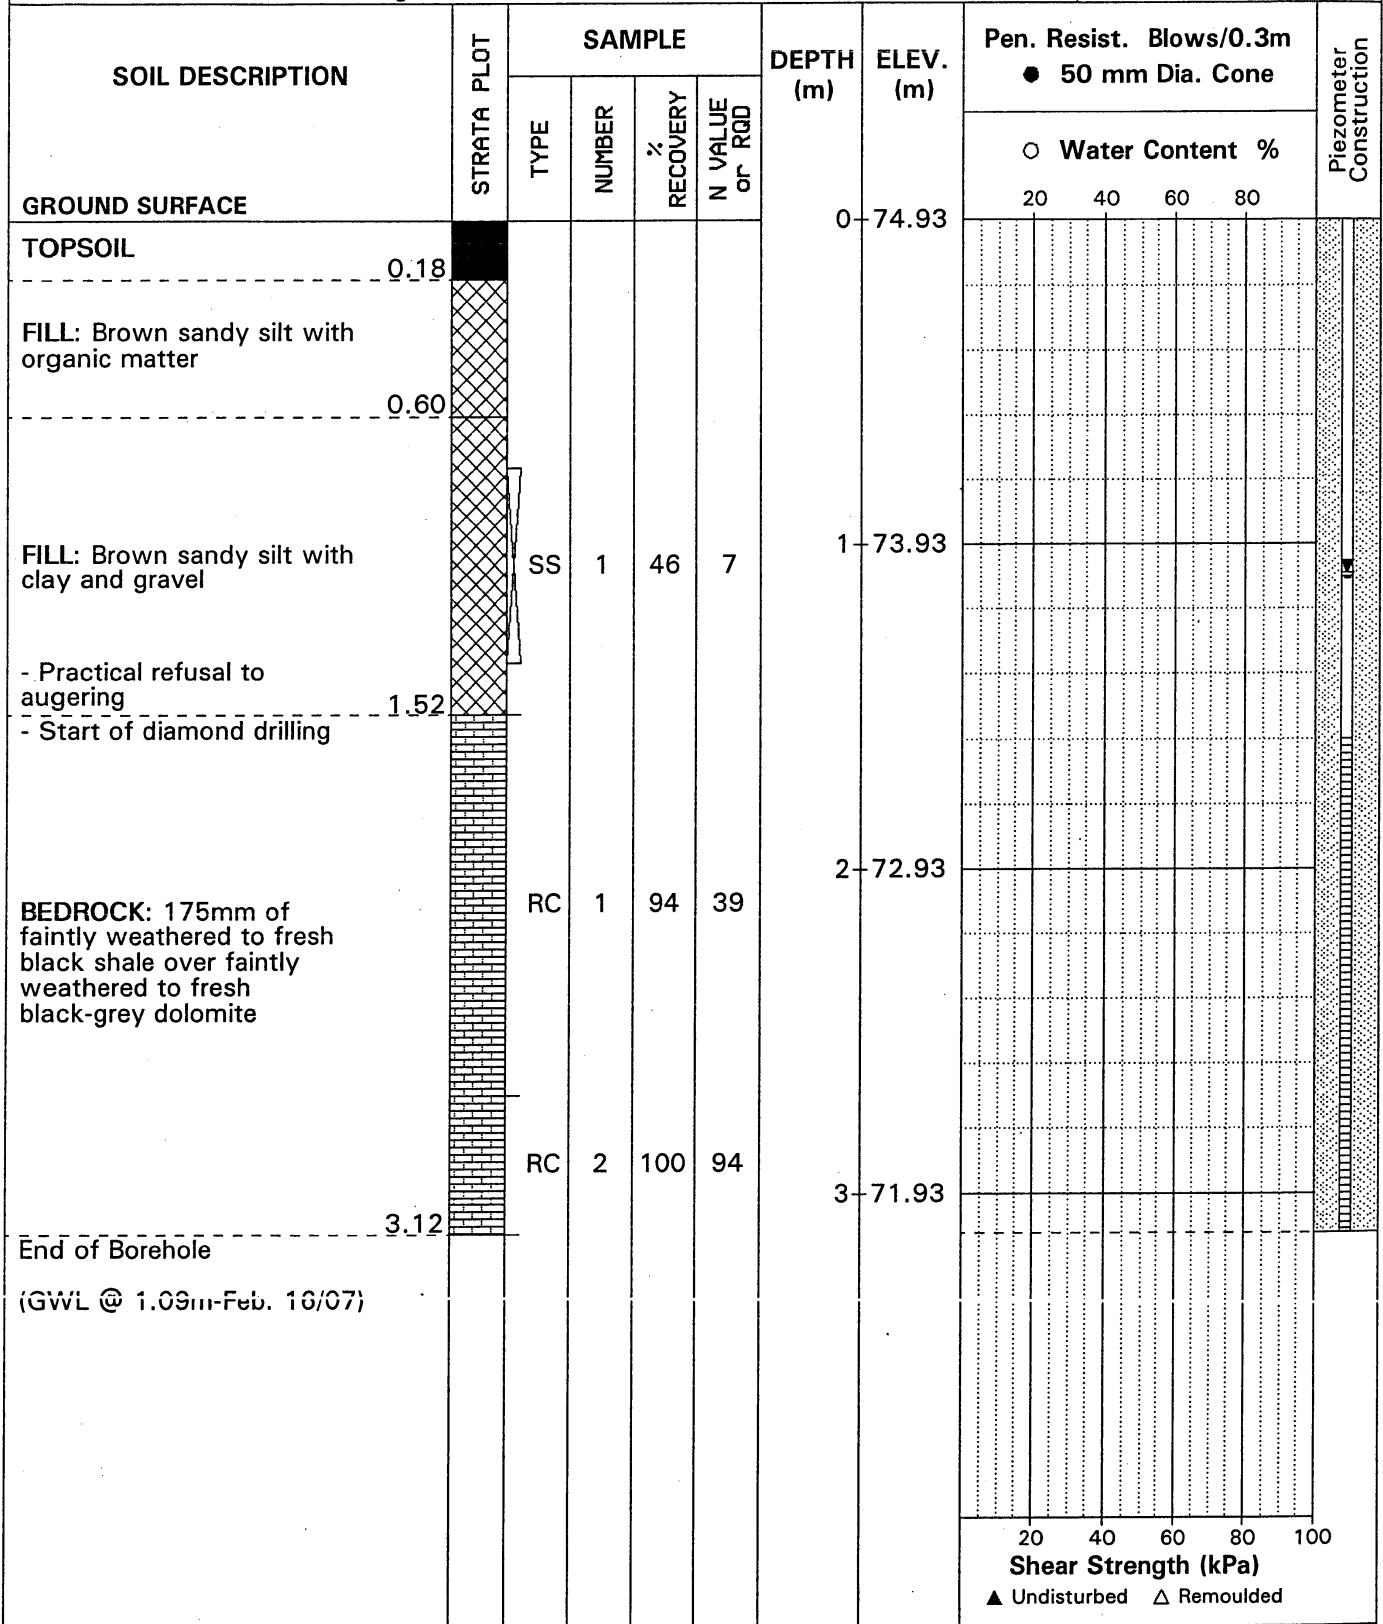 SOIL DESCRIPTION
GROUND SURFACE
STRATA PLOT
SAMPLE
TYPE
NUMBER
% RECOVERY
N VALUE or RQD
DEPTH (m)
ELEV. (m)
Pen. Resist. Blows/0.3m
● 50 mm Dia. Cone
○ Water Content %
20 40 60 80
Piezometer Construction
0 74.93
TOPSOIL
0.18
FILL: Brown sandy silt with
organic matter
0.60
1 73.93
FILL: Brown sandy silt with
clay and gravel
SS 1 46 7
- Practical refusal to
augering
1.52
- Start of diamond drilling
2 72.93
BEDROCK: 175mm of
faintly weathered to fresh
black shale over faintly
weathered to fresh
black-grey dolomite
RC 1 94 39
RC 2 100 94
3 71.93
3.12
End of Borehole
(GWL @ 1.09m-Feb. 16/07)
20 40 60 80 100
Shear Strength (kPa)
▲ Undisturbed △ Remoulded